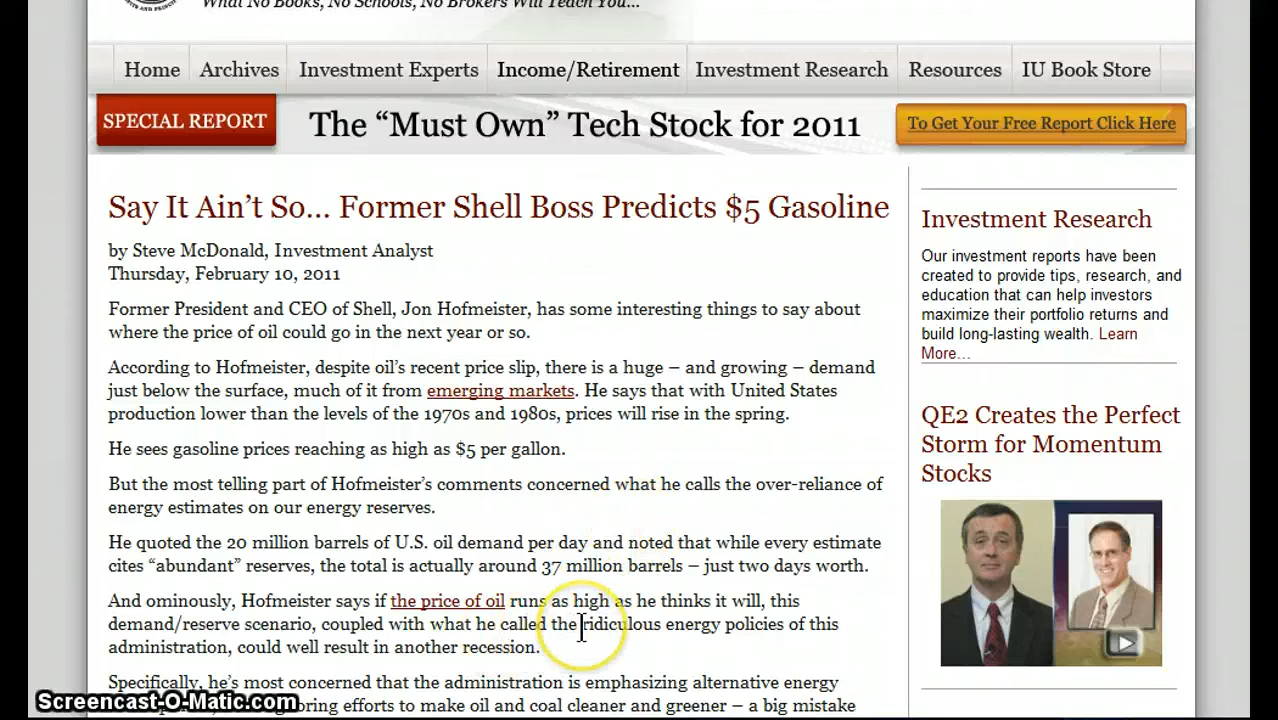 What No Books, No Schools, No Brokers Will Teach You...
Home Archives Investment Experts Income/Retirement Investment Research Resources IU Book Store
SPECIAL REPORT The “Must Own” Tech Stock for 2011 To Get Your Free Report Click Here
Say It Ain’t So… Former Shell Boss Predicts $5 Gasoline
by Steve McDonald, Investment Analyst
Thursday, February 10, 2011
Former President and CEO of Shell, Jon Hofmeister, has some interesting things to say about
where the price of oil could go in the next year or so.
According to Hofmeister, despite oil’s recent price slip, there is a huge – and growing – demand
just below the surface, much of it from emerging markets. He says that with United States
production lower than the levels of the 1970s and 1980s, prices will rise in the spring.
He sees gasoline prices reaching as high as $5 per gallon.
But the most telling part of Hofmeister’s comments concerned what he calls the over-reliance of
energy estimates on our energy reserves.
He quoted the 20 million barrels of U.S. oil demand per day and noted that while every estimate
cites “abundant” reserves, the total is actually around 37 million barrels – just two days worth.
And ominously, Hofmeister says if the price of oil runs as high as he thinks it will, this
demand/reserve scenario, coupled with what he called the ridiculous energy policies of this
administration, could well result in another recession.
Specifically, he’s most concerned that the administration is emphasizing alternative energy
efforts to make oil and coal cleaner and greener – a big mistake
Investment Research
Our investment reports have been
created to provide tips, research, and
education that can help investors
maximize their portfolio returns and
build long-lasting wealth. Learn
More...
QE2 Creates the Perfect
Storm for Momentum
Stocks
Screencast-O-Matic.com